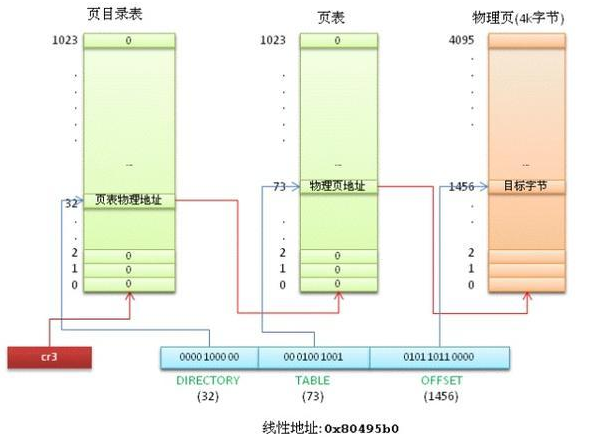 页目录表 页表 物理页(4k字节)
1023 0 1023 0 4095
...
32 页表物理地址 73 物理页地址 1456 目标字节
2 0 2 0 2
1 0 1 0 1
0 0 0 0 0
cr3 0000 1000 00 00 0100 1001 0101 1011 0000
DIRECTORY TABLE OFFSET
(32) (73) (1456)
线性地址: 0x80495b0